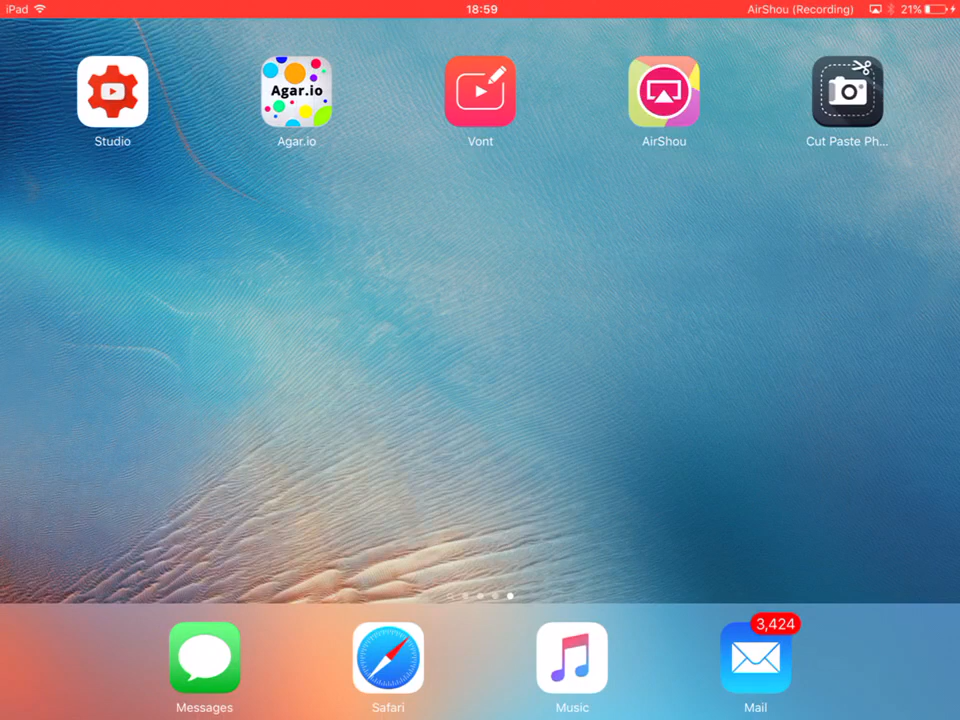 iPad 18:59 AirShou (Recording) 21%
Agar.io
Studio Agar.io Vont AirShou Cut Paste Ph...
3,424
Messages Safari Music Mail